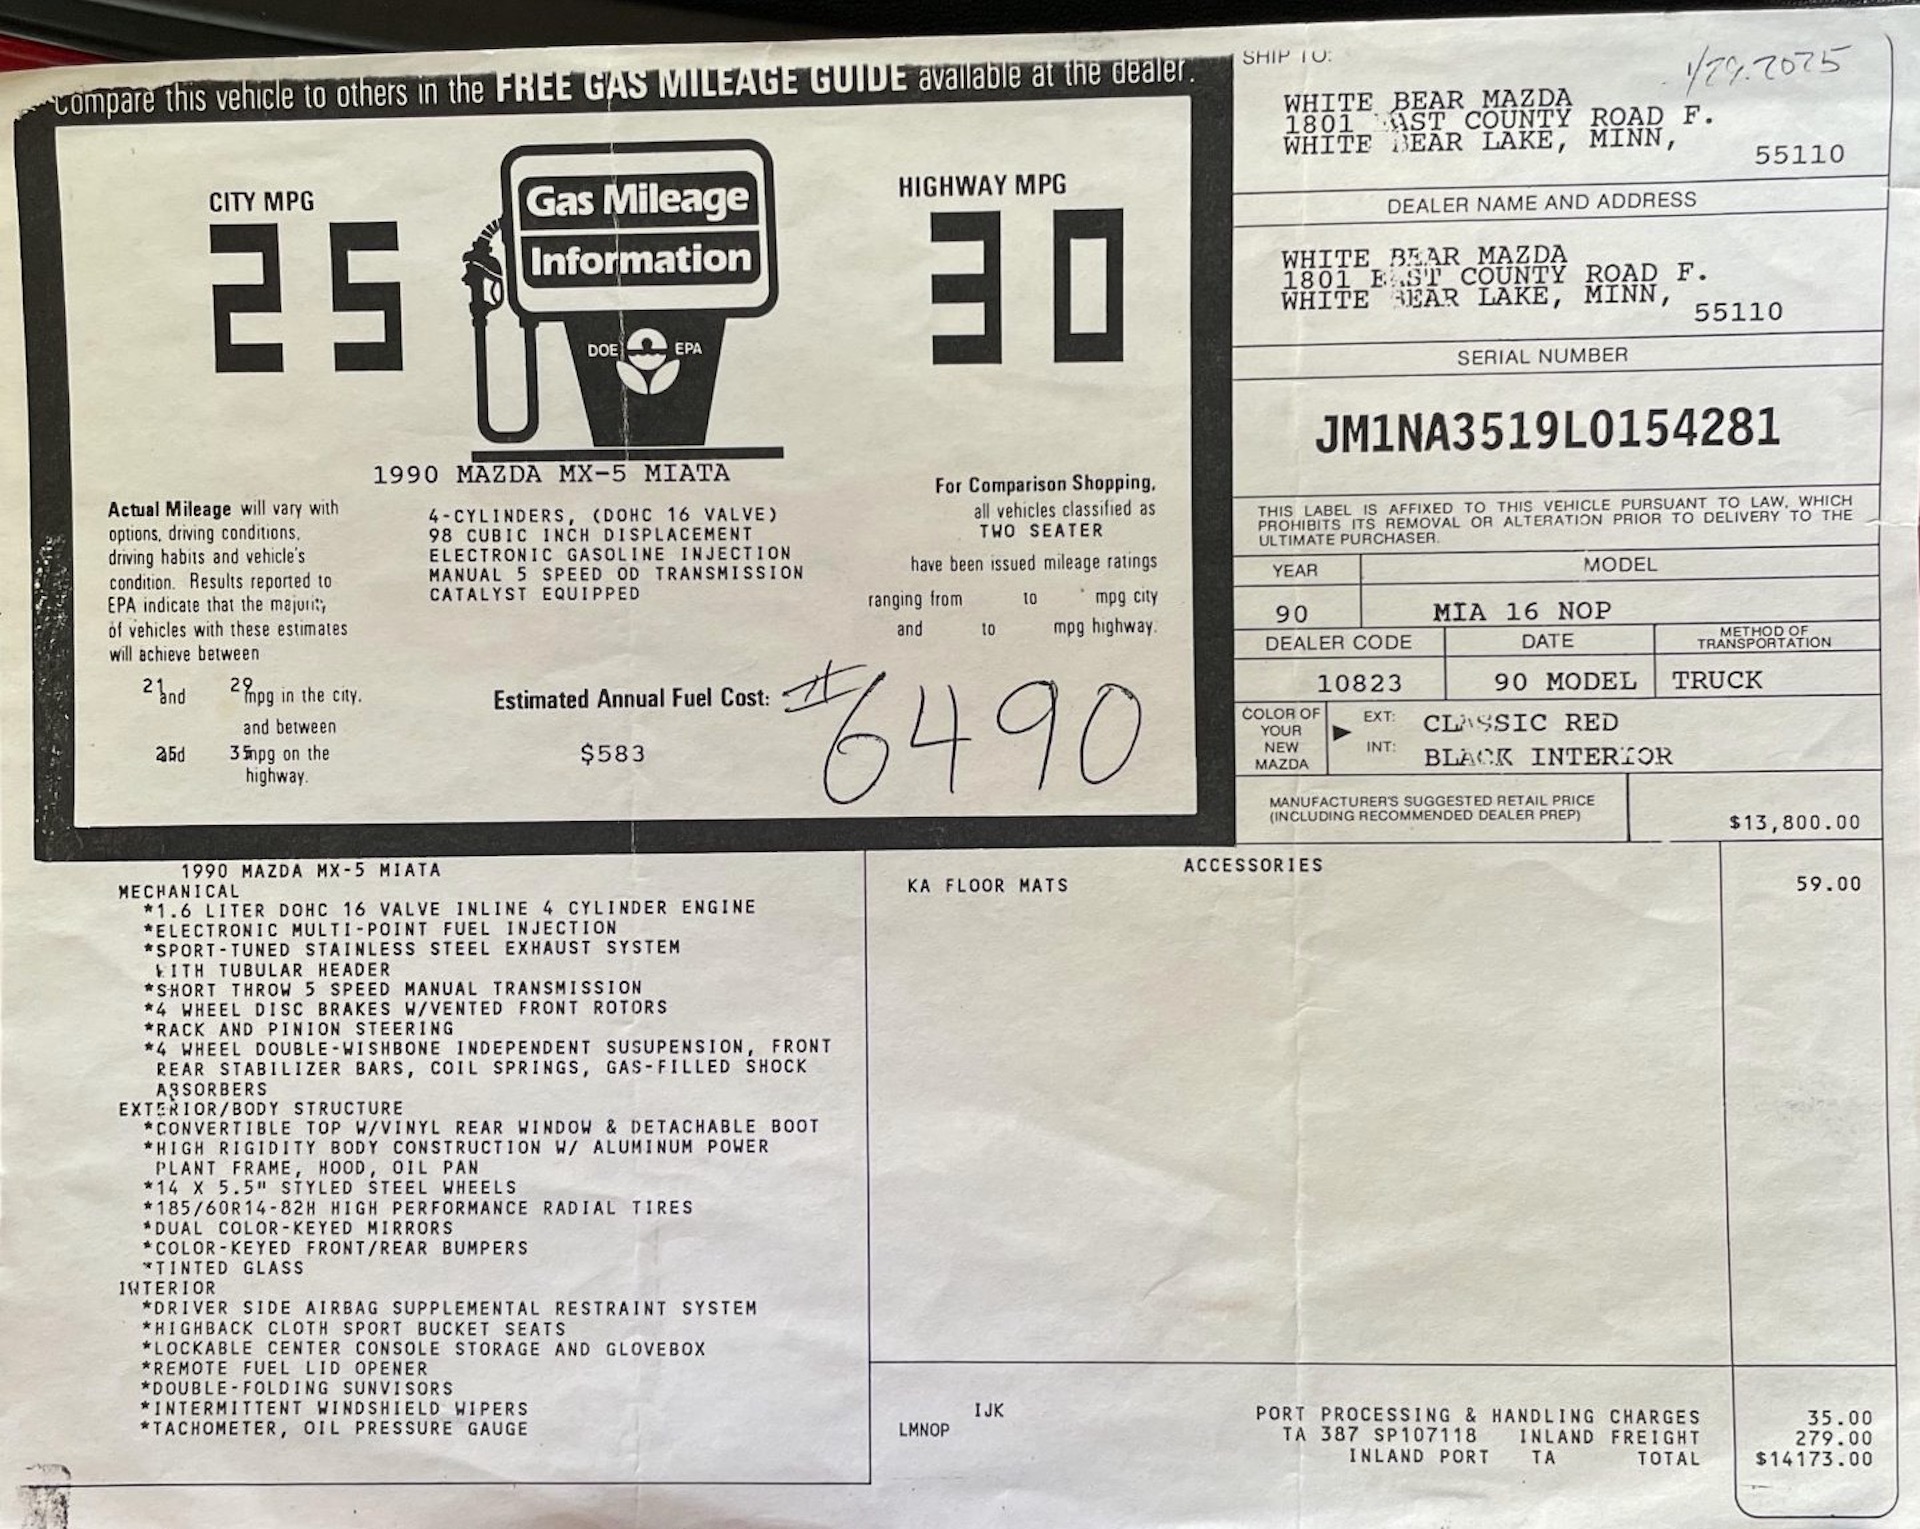 Compare this vehicle to others in the FREE GAS MILEAGE GUIDE available at the dealer.
CITY MPG
25
Gas Mileage
Information
DOE EPA
HIGHWAY MPG
30
1990 MAZDA MX-5 MIATA
Actual Mileage will vary with
options, driving conditions,
driving habits and vehicle's
condition. Results reported to
EPA indicate that the majority
of vehicles with these estimates
will achieve between
21 and 29 mpg in the city.
and between
35 mpg on the
highway.
4-CYLINDERS, (DOHC 16 VALVE)
98 CUBIC INCH DISPLACEMENT
ELECTRONIC GASOLINE INJECTION
MANUAL 5 SPEED OD TRANSMISSION
CATALYST EQUIPPED
Estimated Annual Fuel Cost:
$583
#6490
For Comparison Shopping,
all vehicles classified as
TWO SEATER
have been issued mileage ratings
ranging from to mpg city
and to mpg highway.
SHIP TO:
1/29.2025
WHITE BEAR MAZDA
1801 EAST COUNTY ROAD F.
WHITE BEAR LAKE, MINN,
55110
DEALER NAME AND ADDRESS
WHITE BEAR MAZDA
1801 EAST COUNTY ROAD F.
WHITE BEAR LAKE, MINN,
55110
SERIAL NUMBER
JM1NA3519L0154281
THIS LABEL IS AFFIXED TO THIS VEHICLE PURSUANT TO LAW, WHICH
PROHIBITS ITS REMOVAL OR ALTERATION PRIOR TO DELIVERY TO THE
ULTIMATE PURCHASER.
YEAR MODEL
90 MIA 16 NOP
DEALER CODE DATE METHOD OF TRANSPORTATION
10823 90 MODEL TRUCK
COLOR OF
YOUR
NEW
MAZDA
EXT: CLASSIC RED
INT: BLACK INTERIOR
MANUFACTURER'S SUGGESTED RETAIL PRICE
(INCLUDING RECOMMENDED DEALER PREP)
$13,800.00
1990 MAZDA MX-5 MIATA
MECHANICAL
*1.6 LITER DOHC 16 VALVE INLINE 4 CYLINDER ENGINE
*ELECTRONIC MULTI-POINT FUEL INJECTION
*SPORT-TUNED STAINLESS STEEL EXHAUST SYSTEM
WITH TUBULAR HEADER
*SHORT THROW 5 SPEED MANUAL TRANSMISSION
*4 WHEEL DISC BRAKES W/VENTED FRONT ROTORS
*RACK AND PINION STEERING
*4 WHEEL DOUBLE-WISHBONE INDEPENDENT SUSUPENSION, FRONT
REAR STABILIZER BARS, COIL SPRINGS, GAS-FILLED SHOCK
ABSORBERS
EXTERIOR/BODY STRUCTURE
*CONVERTIBLE TOP W/VINYL REAR WINDOW & DETACHABLE BOOT
*HIGH RIGIDITY BODY CONSTRUCTION W/ ALUMINUM POWER
PLANT FRAME, HOOD, OIL PAN
*14 X 5.5" STYLED STEEL WHEELS
*185/60R14-82H HIGH PERFORMANCE RADIAL TIRES
*DUAL COLOR-KEYED MIRRORS
*COLOR-KEYED FRONT/REAR BUMPERS
*TINTED GLASS
INTERIOR
*DRIVER SIDE AIRBAG SUPPLEMENTAL RESTRAINT SYSTEM
*HIGHBACK CLOTH SPORT BUCKET SEATS
*LOCKABLE CENTER CONSOLE STORAGE AND GLOVEBOX
*REMOTE FUEL LID OPENER
*DOUBLE-FOLDING SUNVISORS
*INTERMITTENT WINDSHIELD WIPERS
*TACHOMETER, OIL PRESSURE GAUGE
ACCESSORIES
KA FLOOR MATS 59.00
IJK
LMNOP
PORT PROCESSING & HANDLING CHARGES 35.00
TA 387 SP107118 INLAND FREIGHT 279.00
INLAND PORT TA TOTAL $14173.00